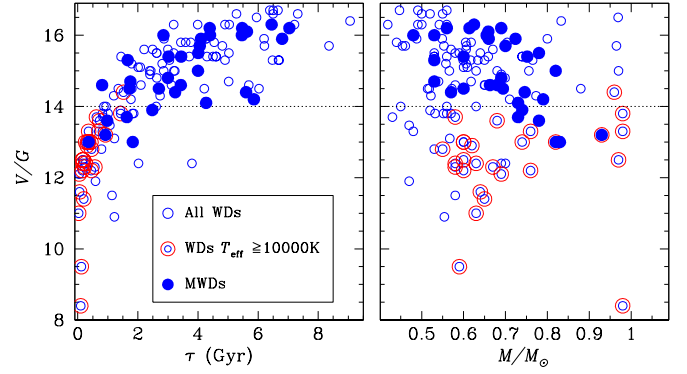 16
14
12
10
8
V/G
All WDs
WDs T_eff ≥10000K
MWDs
0 2 4 6 8
τ (Gyr)
0.5 0.6 0.7 0.8 0.9 1
M/M_⊙